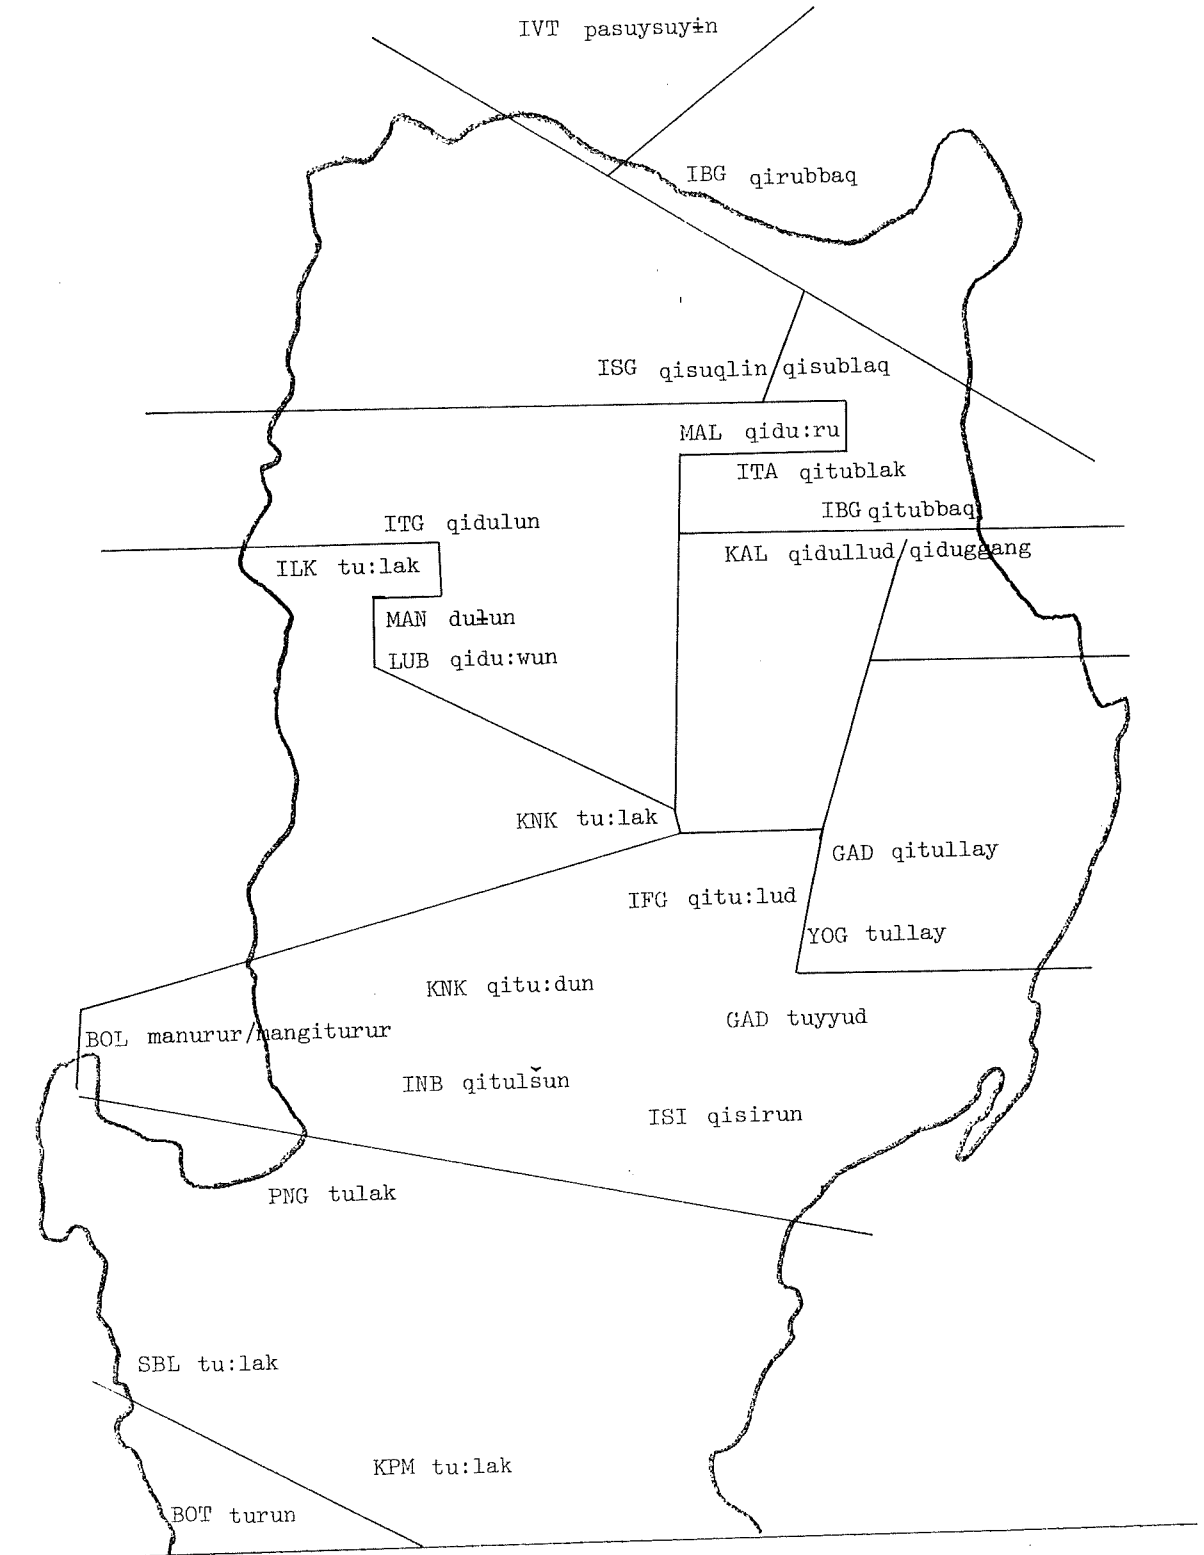 IVT pasuysuyɨn
IBG qirubbaq
ISG qisuqlin/qisublaq
MAL qidu:ru
ITA qitublak
IBG qitubbaq
ITG qidulun
KAL qidullud/qiduggang
ILK tu:lak
MAN duƚun
LUB qidu:wun
KNK tu:lak
GAD qitullay
IFG qitu:lud
YOG tullay
KNK qitu:dun
GAD tuyyud
BOL manurur/mangiturur
INB qitulšun
ISI qisirun
PNG tulak
SBL tu:lak
KPM tu:lak
BOT turun